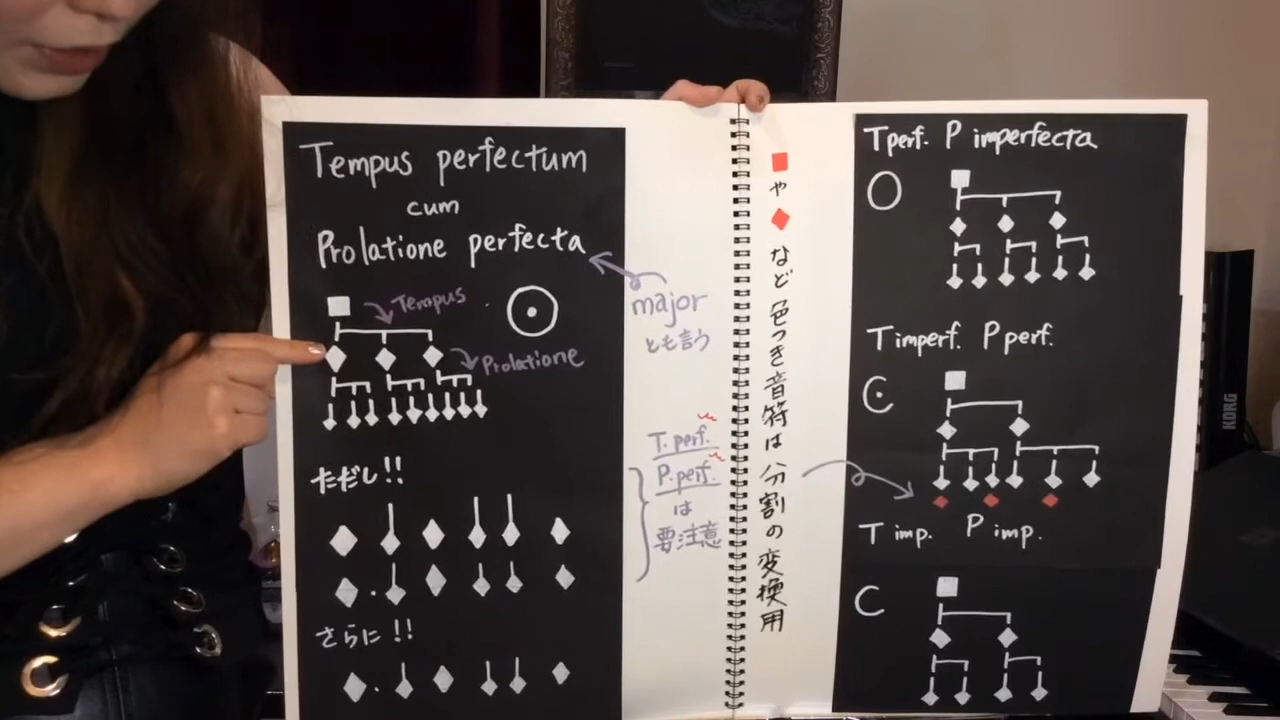 Tempus perfectum
cum
Prolatione perfecta
Tempus
Prolatione
major
とも言う
ただし!!
T. perf.
P. perf.
は
要注意
さらに!!
や
など色つき音符は分割の変換用
Tperf. P imperfecta
Timperf. P perf.
T imp. P imp.
KORG